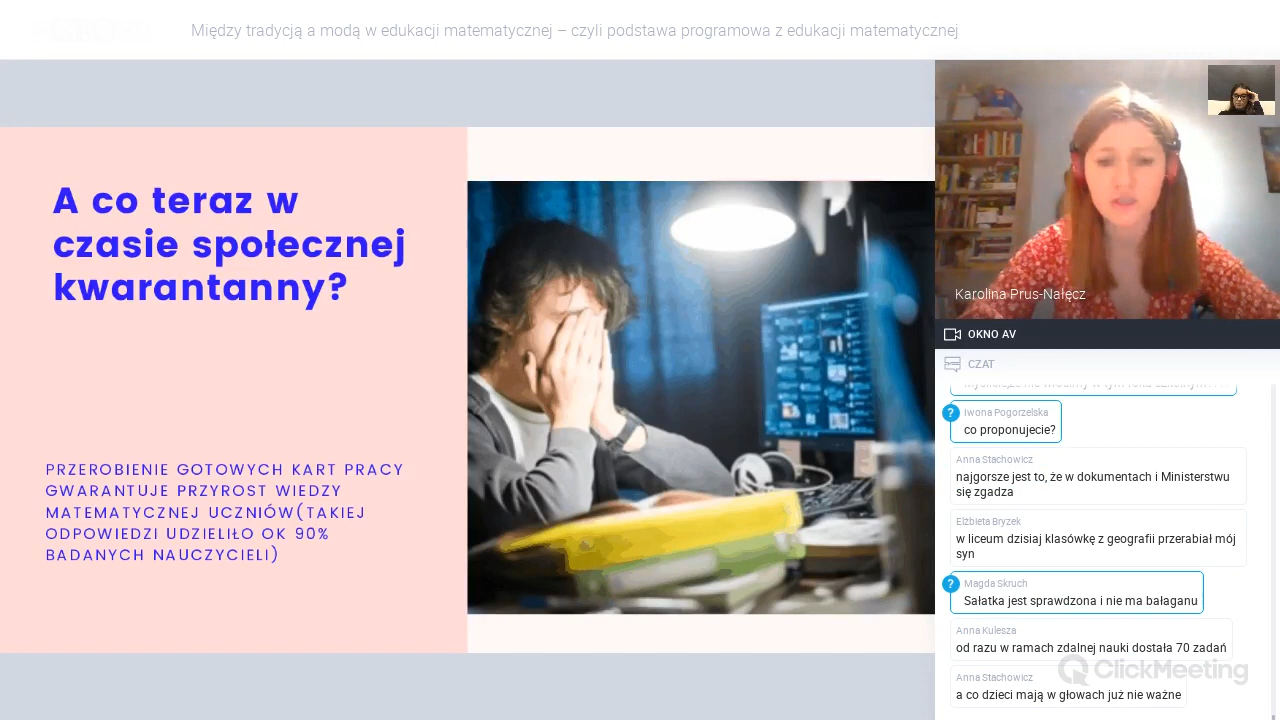 Między tradycją a modą w edukacji matematycznej – czyli podstawa programowa z edukacji matematycznej
A co teraz w
czasie społecznej
kwarantanny?
PRZEROBIENIE GOTOWYCH KART PRACY
GWARANTUJE PRZYROST WIEDZY
MATEMATYCZNEJ UCZNIÓW(TAKIEJ
ODPOWIEDZI UDZIELIŁO OK 90%
BADANYCH NAUCZYCIELI)
Karolina Prus-Nałęcz
OKNO AV
CZAT
?
Iwona Pogorzelska
co proponujecie?
Anna Stachowicz
najgorsze jest to, że w dokumentach i Ministerstwu
się zgadza
Elżbieta Bryzek
w liceum dzisiaj klasówkę z geografii przerabiał mój
syn
?
Magda Skruch
Sałatka jest sprawdzona i nie ma bałaganu
Anna Kulesza
od razu w ramach zdalnej nauki dostała 70 zadań
ClickMeeting
Anna Stachowicz
a co dzieci mają w głowach już nie ważne